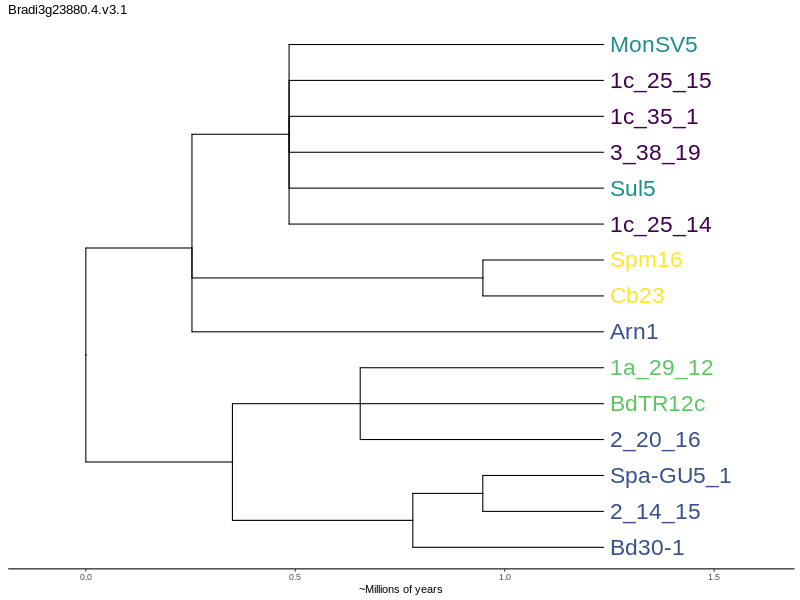 Bradi3g23880.4.v3.1
MonSV5
1c_25_15
1c_35_1
3_38_19
Sul5
1c_25_14
Spm16
Cb23
Arn1
1a_29_12
BdTR12c
2_20_16
Spa-GU5_1
2_14_15
Bd30-1
0.0 0.5 1.0 1.5
~Millions of years